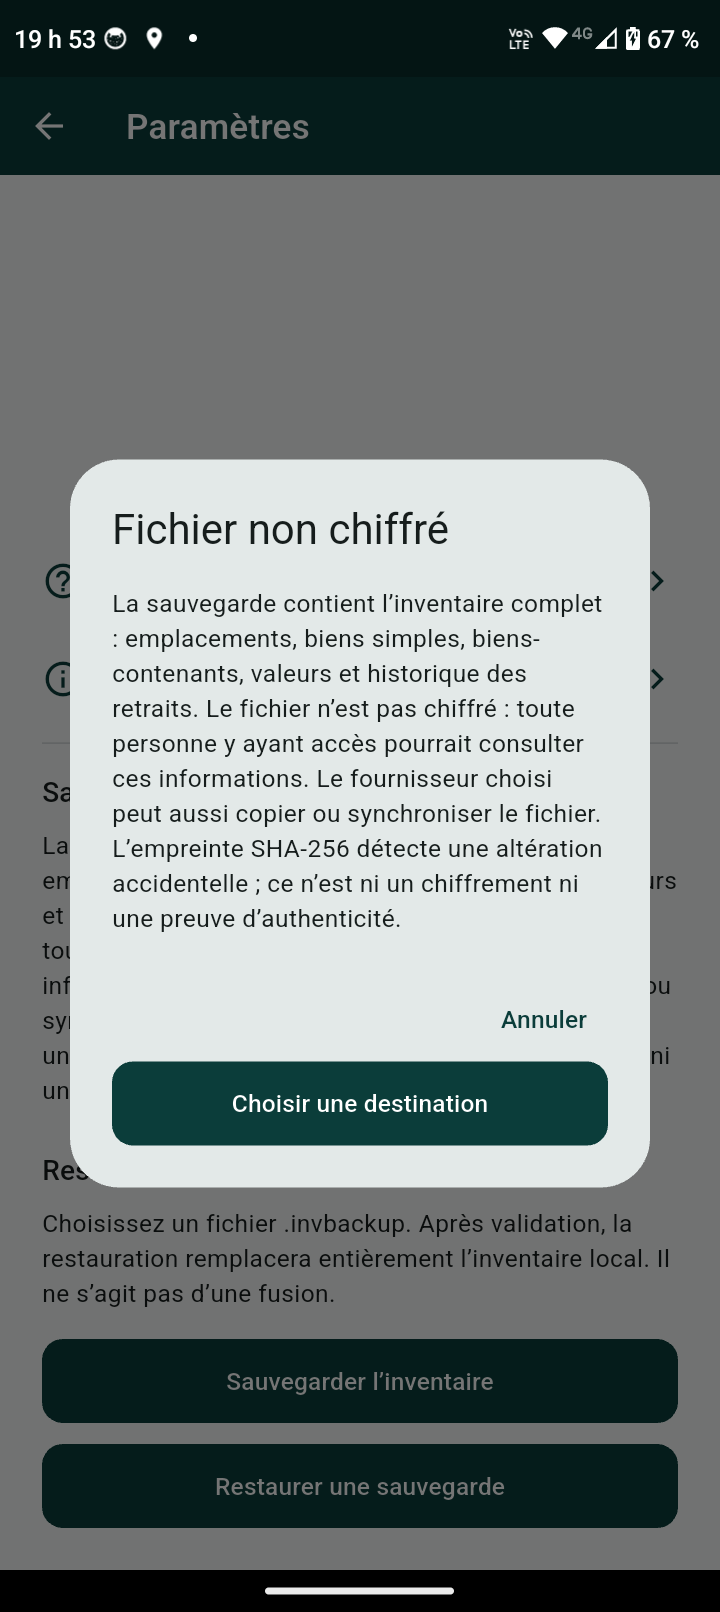 19 h 53
Vo LTE 4G 67 %
Paramètres
Fichier non chiffré
La sauvegarde contient l’inventaire complet
: emplacements, biens simples, biens-
contenants, valeurs et historique des
retraits. Le fichier n’est pas chiffré : toute
personne y ayant accès pourrait consulter
ces informations. Le fournisseur choisi
peut aussi copier ou synchroniser le fichier.
L’empreinte SHA-256 détecte une altération
accidentelle ; ce n’est ni un chiffrement ni
une preuve d’authenticité.
Annuler
Choisir une destination
Choisissez un fichier .invbackup. Après validation, la
restauration remplacera entièrement l’inventaire local. Il
ne s’agit pas d’une fusion.
Sauvegarder l’inventaire
Restaurer une sauvegarde